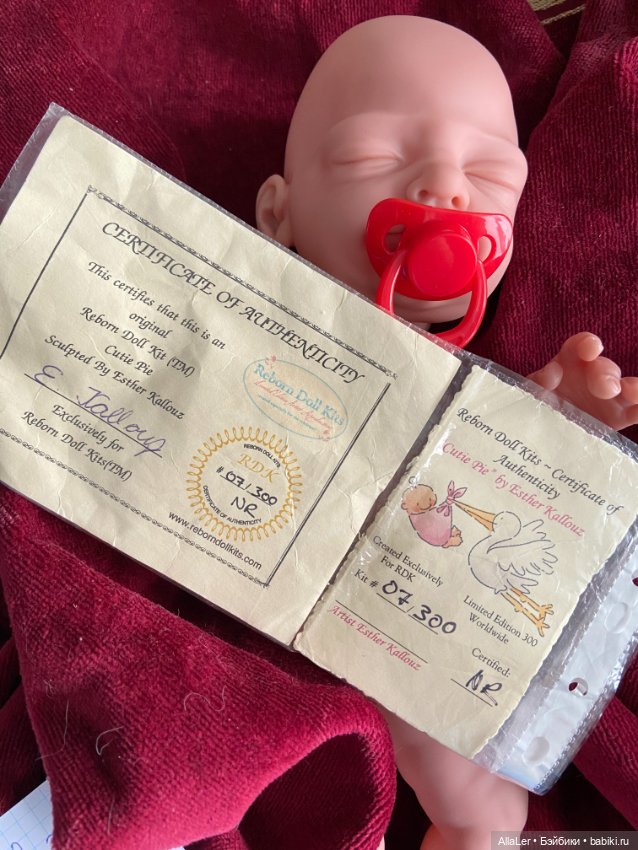 CERTIFICATE OF AUTHENTICITY
This certifies that this is an
original
Reborn Doll Kit (TM)
Cutie Pie
Sculpted By Esther Kallouz
E. Kallouz
Exclusively for
Reborn Doll Kits(TM)
Reborn Doll Kits
REBORN DOLL KITS
RDK
# 07/300
NR
CERTIFICATE OF AUTHENTICITY
www.reborndollkits.com
Reborn Doll Kits ~ Certificate of
Authenticity
"Cutie Pie" by Esther Kallouz
Created Exclusively
For RDK
Kit # 07/300
Limited Edition 300
Worldwide
Artist Esther Kallouz
Certified:
NR
AllaLer • Бэйбики • babiki.ru